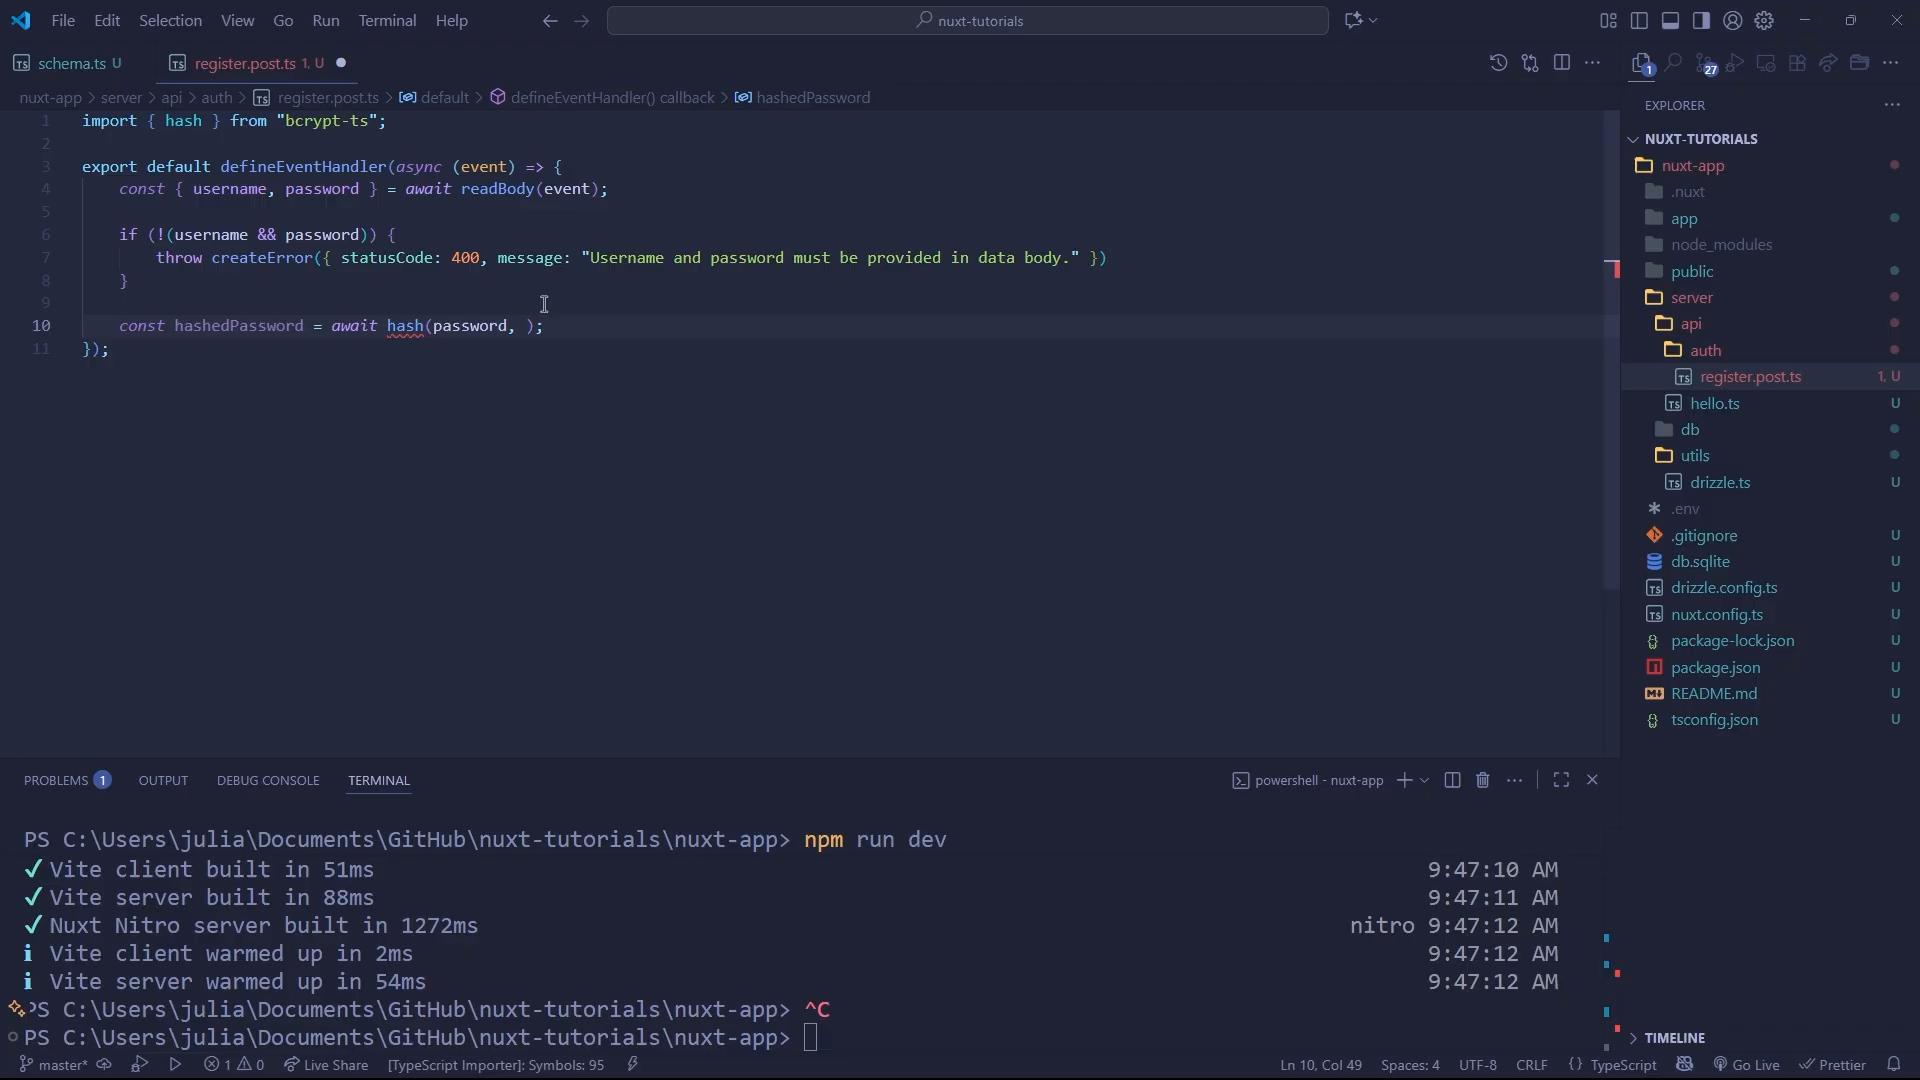 File Edit Selection View Go Run Terminal Help
nuxt-tutorials
schema.ts U
register.post.ts 1, U
nuxt-app > server > api > auth > register.post.ts > default > defineEventHandler() callback > hashedPassword
1 import { hash } from "bcrypt-ts";
2
3 export default defineEventHandler(async (event) => {
4 const { username, password } = await readBody(event);
5
6 if (!(username && password)) {
7 throw createError({ statusCode: 400, message: "Username and password must be provided in data body." })
8 }
9
10 const hashedPassword = await hash(password, );
11 });
1
27
EXPLORER
NUXT-TUTORIALS
nuxt-app
.nuxt
app
node_modules
public
server
api
auth
register.post.ts 1, U
hello.ts U
db
utils
drizzle.ts U
.env
.gitignore U
db.sqlite U
drizzle.config.ts U
nuxt.config.ts U
package-lock.json U
package.json U
README.md U
tsconfig.json U
TIMELINE
PROBLEMS 1 OUTPUT DEBUG CONSOLE TERMINAL
powershell - nuxt-app
PS C:\Users\julia\Documents\GitHub\nuxt-tutorials\nuxt-app> npm run dev
✓ Vite client built in 51ms 9:47:10 AM
✓ Vite server built in 88ms 9:47:11 AM
✓ Nuxt Nitro server built in 1272ms nitro 9:47:12 AM
i Vite client warmed up in 2ms 9:47:12 AM
i Vite server warmed up in 54ms 9:47:12 AM
PS C:\Users\julia\Documents\GitHub\nuxt-tutorials\nuxt-app> ^C
PS C:\Users\julia\Documents\GitHub\nuxt-tutorials\nuxt-app>
master* 1 0 Live Share [TypeScript Importer]: Symbols: 95 Ln 10, Col 49 Spaces: 4 UTF-8 CRLF {} TypeScript Go Live Prettier